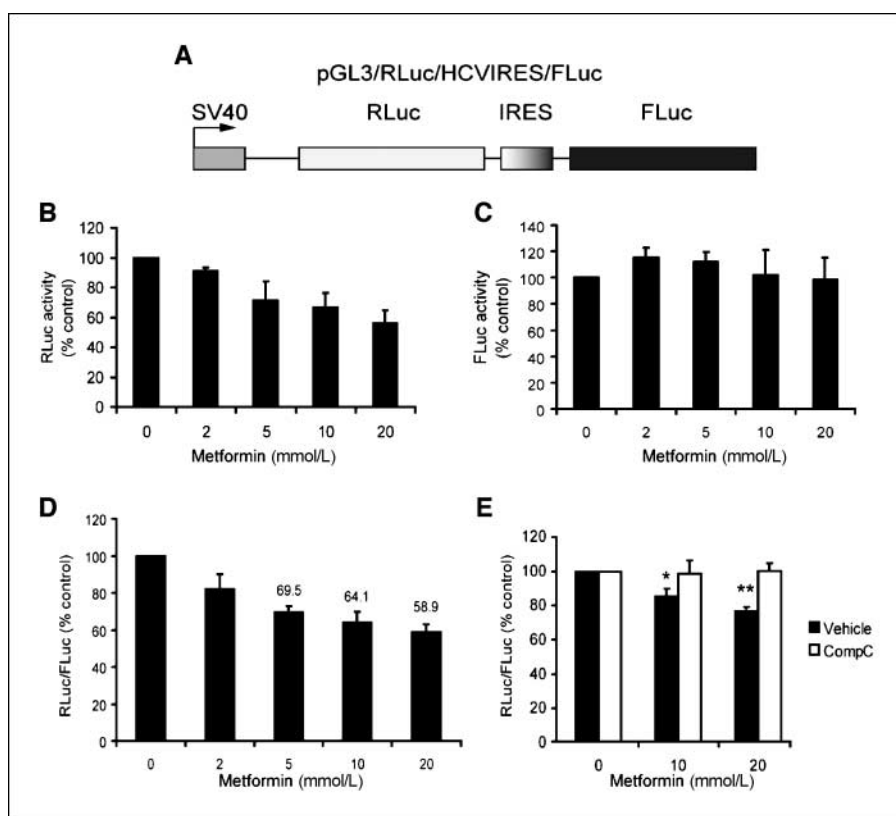 A
pGL3/RLuc/HCVIRES/FLuc
SV40 RLuc IRES FLuc
B
RLuc activity
(% control)
120
100
80
60
40
20
0
0 2 5 10 20
Metformin (mmol/L)
C
FLuc activity
(% control)
140
120
100
80
60
40
20
0
0 2 5 10 20
Metformin (mmol/L)
D
RLuc/FLuc (% control)
120
100
80
60
40
20
0
69.5
64.1
58.9
0 2 5 10 20
Metformin (mmol/L)
E
RLuc/FLuc (% control)
120
100
80
60
40
20
0
*
**
0 10 20
Metformin (mmol/L)
Vehicle
CompC